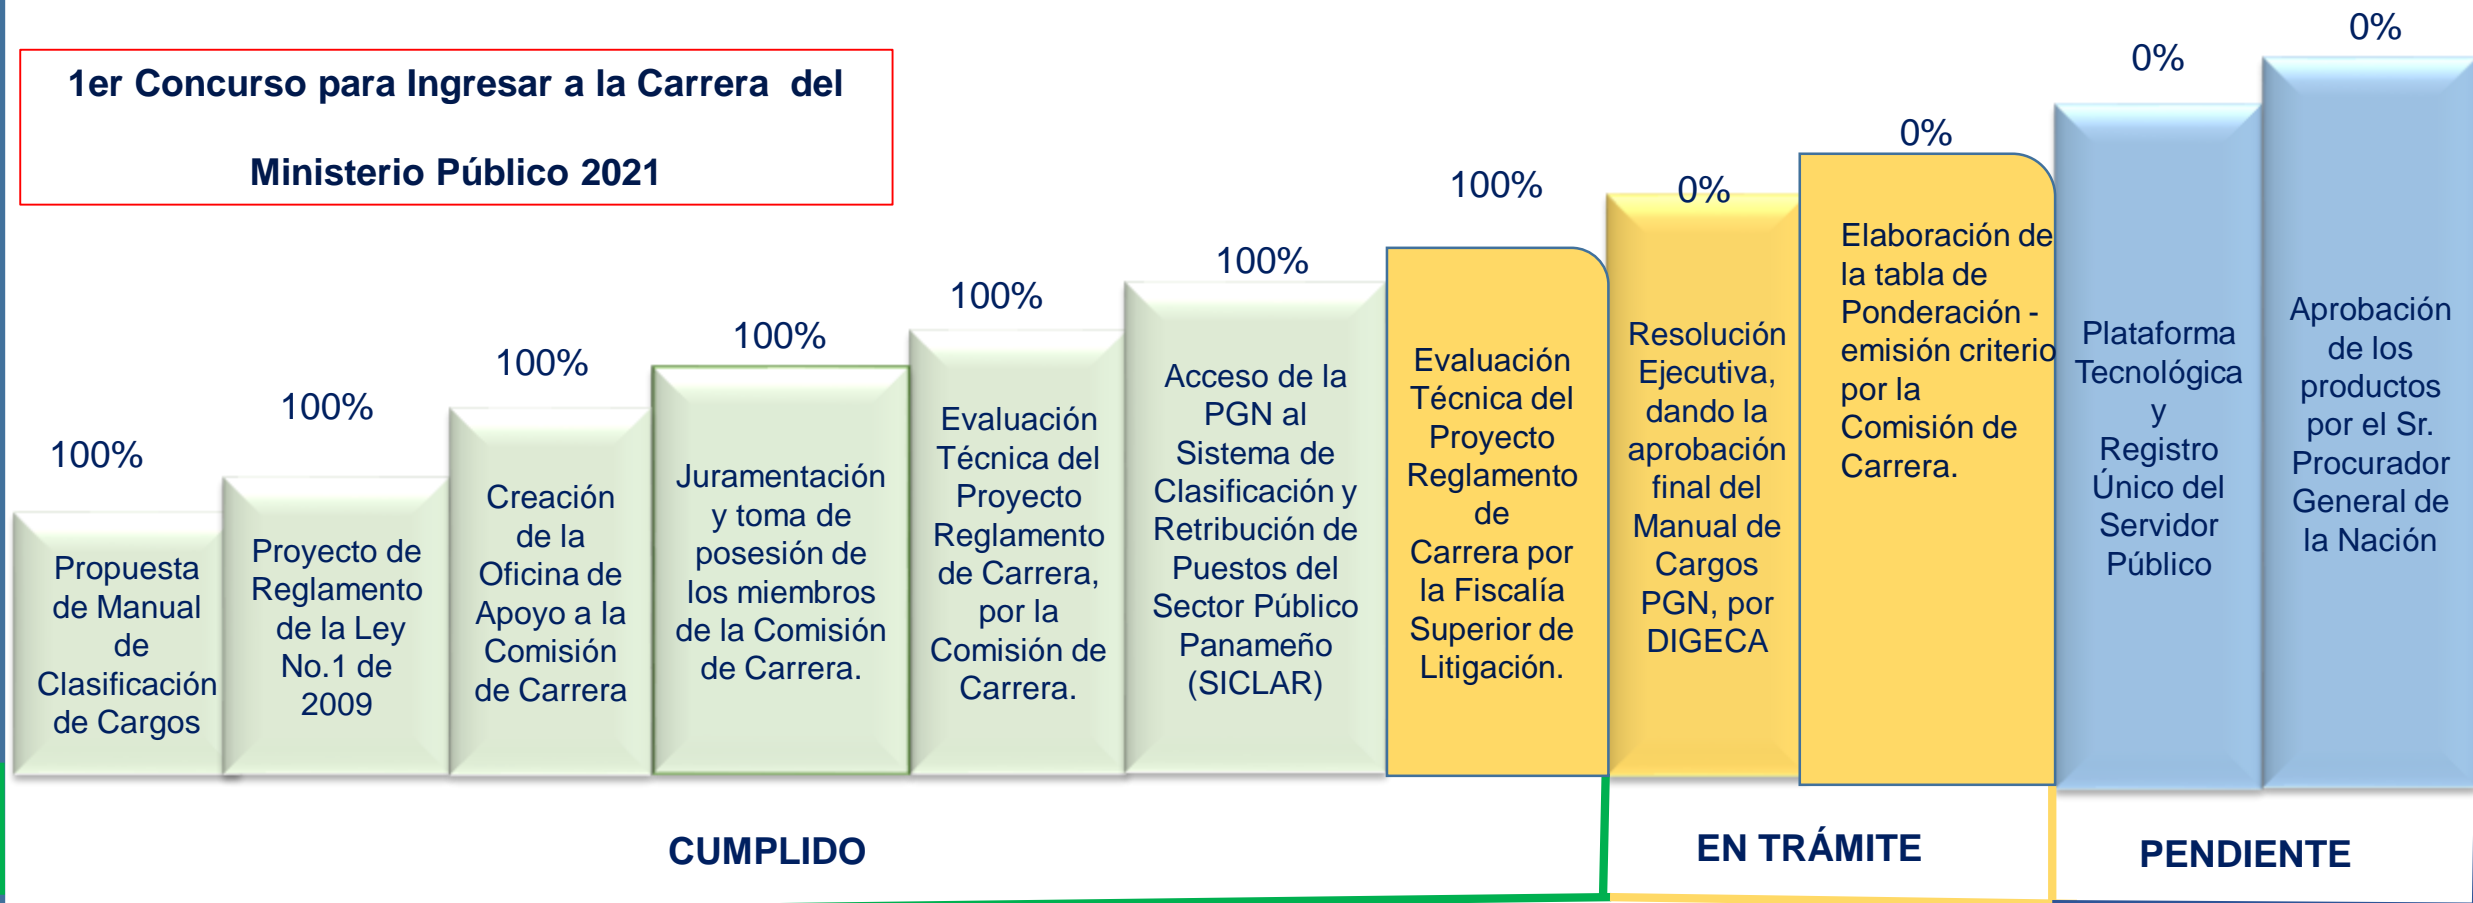 1er Concurso para Ingresar a la Carrera del
Ministerio Público 2021
100%
Propuesta
de Manual
de
Clasificación
de Cargos
100%
Proyecto de
Reglamento
de la Ley
No.1 de
2009
100%
Creación
de la
Oficina de
Apoyo a la
Comisión
de Carrera
100%
Juramentación
y toma de
posesión de
los miembros
de la Comisión
de Carrera.
100%
Evaluación
Técnica del
Proyecto
Reglamento
de Carrera,
por la
Comisión de
Carrera.
100%
Acceso de la
PGN al
Sistema de
Clasificación y
Retribución de
Puestos del
Sector Público
Panameño
(SICLAR)
100%
Evaluación
Técnica del
Proyecto
Reglamento
de
Carrera por
la Fiscalía
Superior de
Litigación.
0%
Resolución
Ejecutiva,
dando la
aprobación
final del
Manual de
Cargos
PGN, por
DIGECA
0%
Elaboración de
la tabla de
Ponderación -
emisión criterio
por la
Comisión de
Carrera.
0%
Plataforma
Tecnológica
y
Registro
Único del
Servidor
Público
0%
Aprobación
de los
productos
por el Sr.
Procurador
General de
la Nación
CUMPLIDO
EN TRÁMITE
PENDIENTE